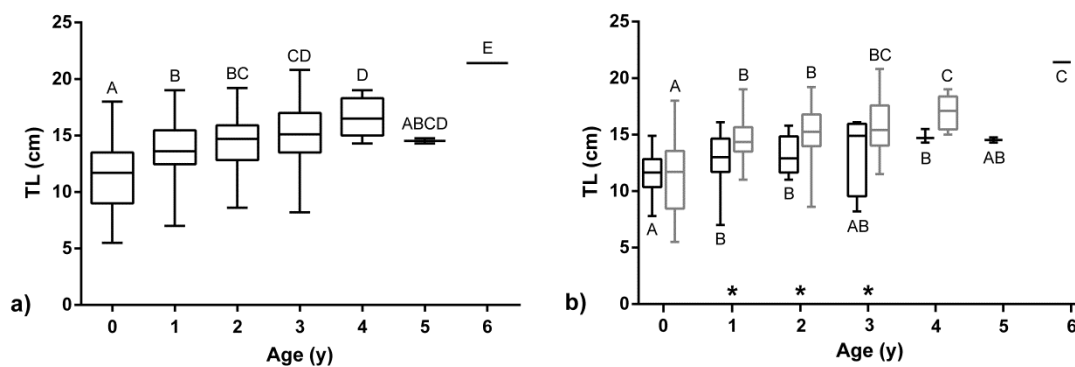 25
20
15
10
5
0
TL (cm)
A
B
BC
CD
D
ABCD
E
0 1 2 3 4 5 6
Age (y)
a)
25
20
15
10
5
0
TL (cm)
A
B
B
BC
C
C
A
B
B
AB
B
AB
* * *
0 1 2 3 4 5 6
Age (y)
b)